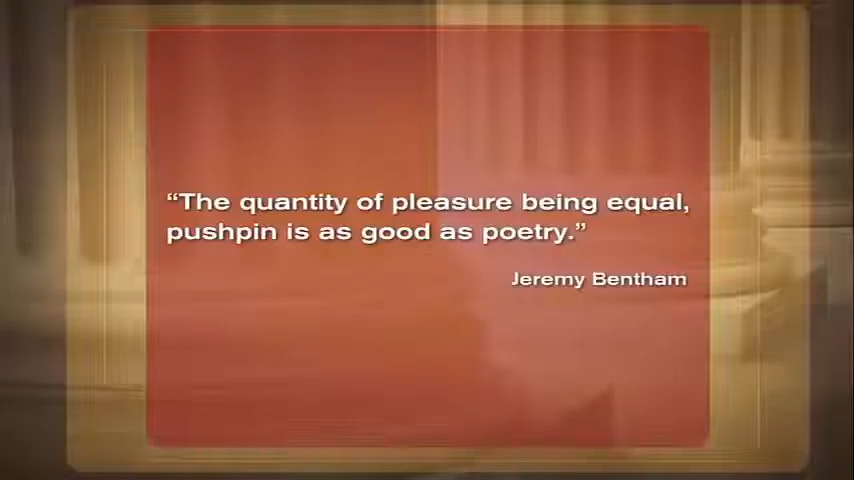 “The quantity of pleasure being equal,
pushpin is as good as poetry.”
Jeremy Bentham